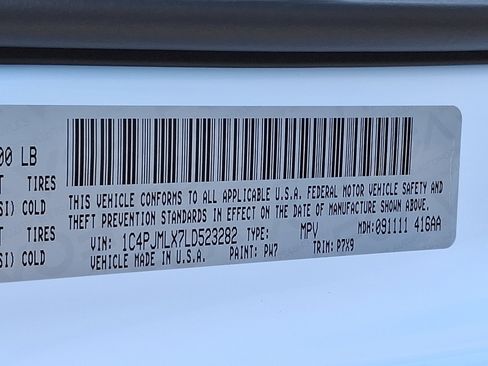 00 LB
T TIRES
SI) COLD
T TIRES
SI) COLD
THIS VEHICLE CONFORMS TO ALL APPLICABLE U.S.A. FEDERAL MOTOR VEHICLE SAFETY AND
THEFT PREVENTION STANDARDS IN EFFECT ON THE DATE OF MANUFACTURE SHOWN ABOVE.
VIN: 1C4PJMLX7LD523282 TYPE: MPV MDH: 091111 416AA
VEHICLE MADE IN U.S.A. PAINT: PW7 TRIM: P7X9